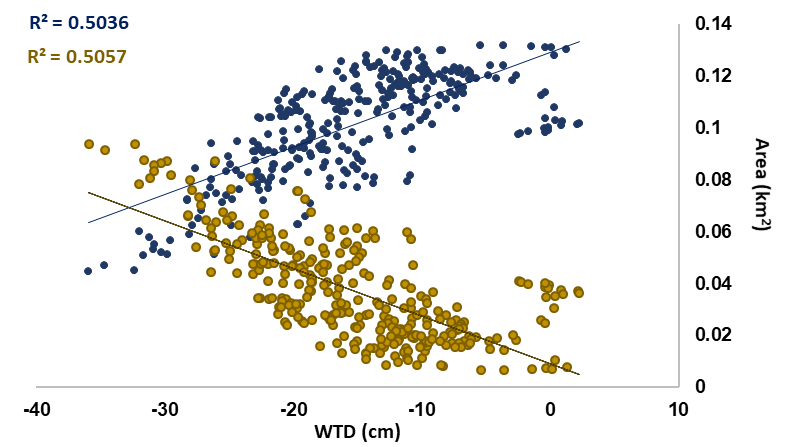 R² = 0.5036
R² = 0.5057
0.14
0.12
0.1
0.08
0.06
0.04
0.02
0
Area (km²)
-40 -30 -20 -10 0 10
WTD (cm)